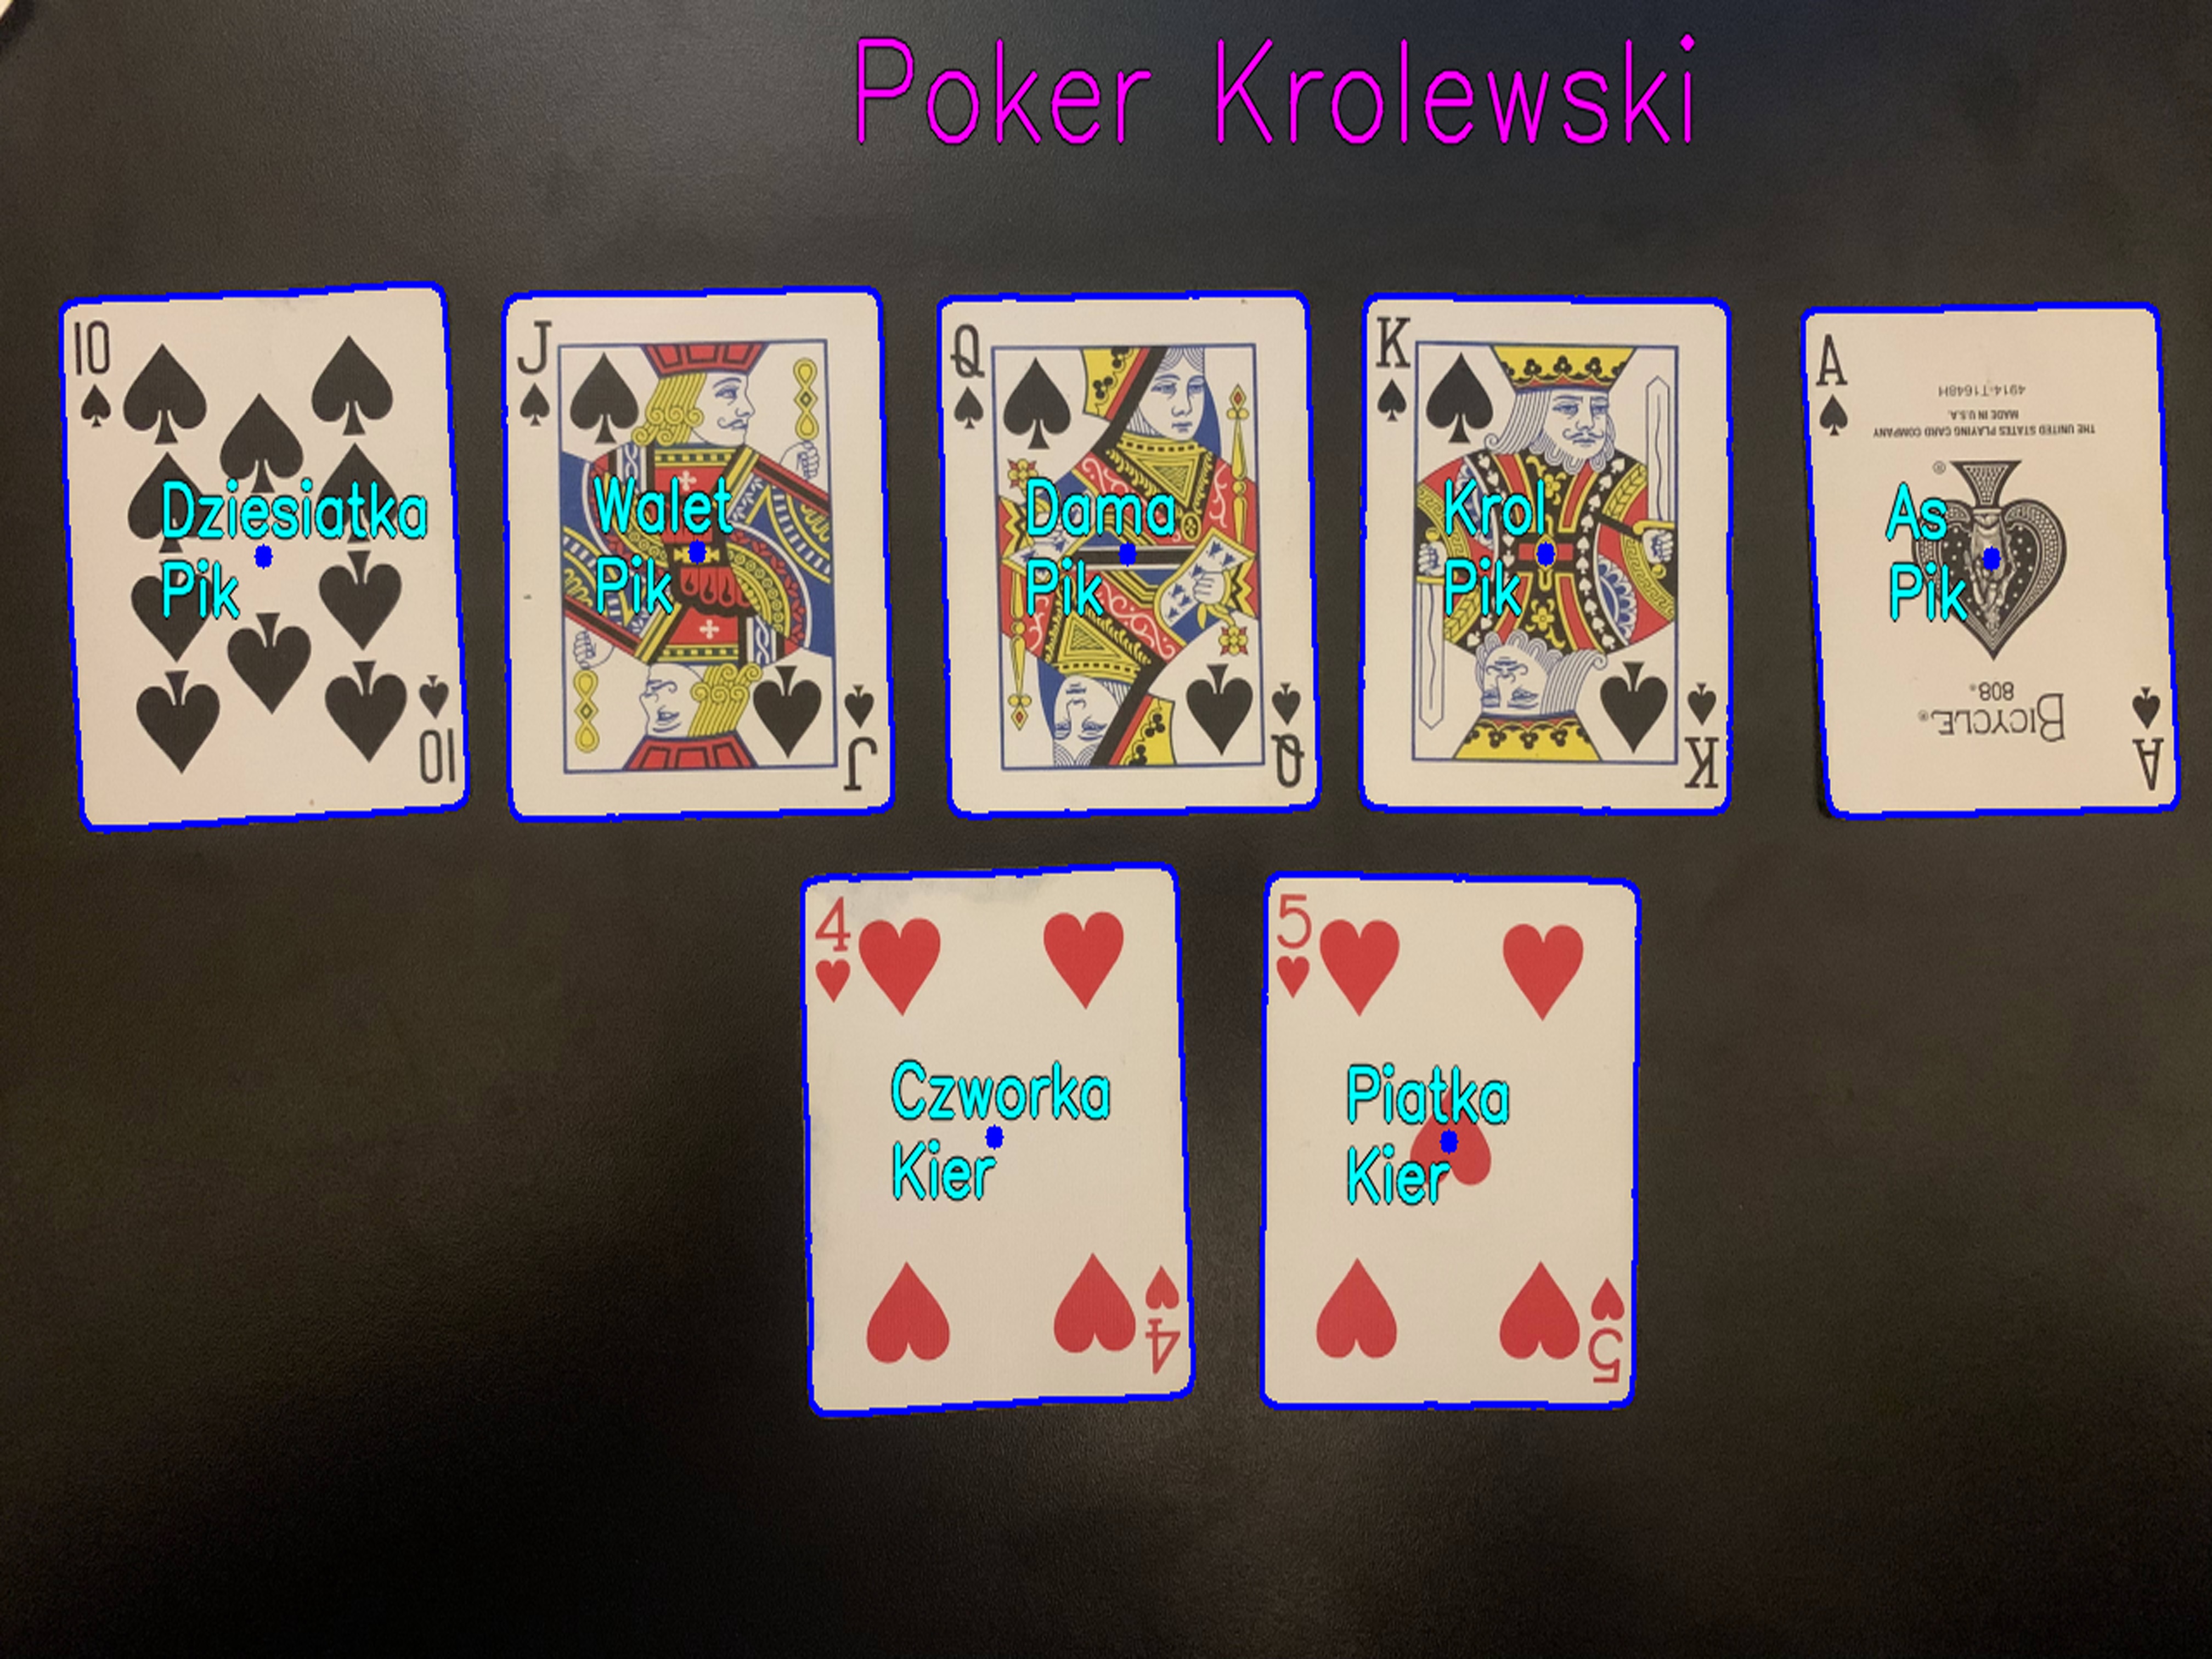 Poker Krolewski
10
Dziesiatka
Pik
10
J
Walet
Pik
J
Q
Dama
Pik
Q
K
Krol
Pik
K
A
4914-T1648H
MADE IN U.S.A.
THE UNITED STATES PLAYING CARD COMPANY
®
As
Pik
808®
BICYCLE®
A
4
Czworka
Kier
4
5
Piatka
Kier
5